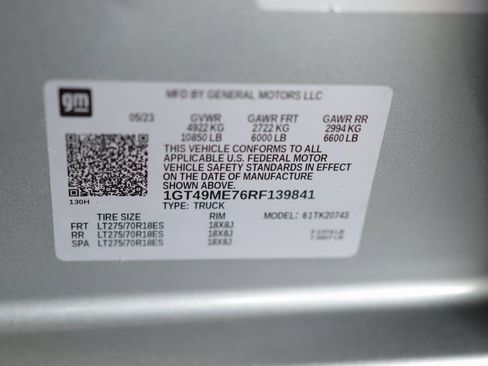 gm
MFD BY GENERAL MOTORS LLC
05/23 GVWR GAWR FRT GAWR RR
4922 KG 2722 KG 2994 KG
10850 LB 6000 LB 6600 LB
THIS VEHICLE CONFORMS TO ALL
APPLICABLE U.S. FEDERAL MOTOR
VEHICLE SAFETY STANDARDS IN EFFECT
ON THE DATE OF MANUFACTURE
SHOWN ABOVE.
130H
1GT49ME76RF139841
TYPE: TRUCK
TIRE SIZE RIM MODEL: 61TK20743
FRT LT275/70R18ES 18X8J
RR LT275/70R18ES 18X8J
SPA LT275/70R18ES 18X8J